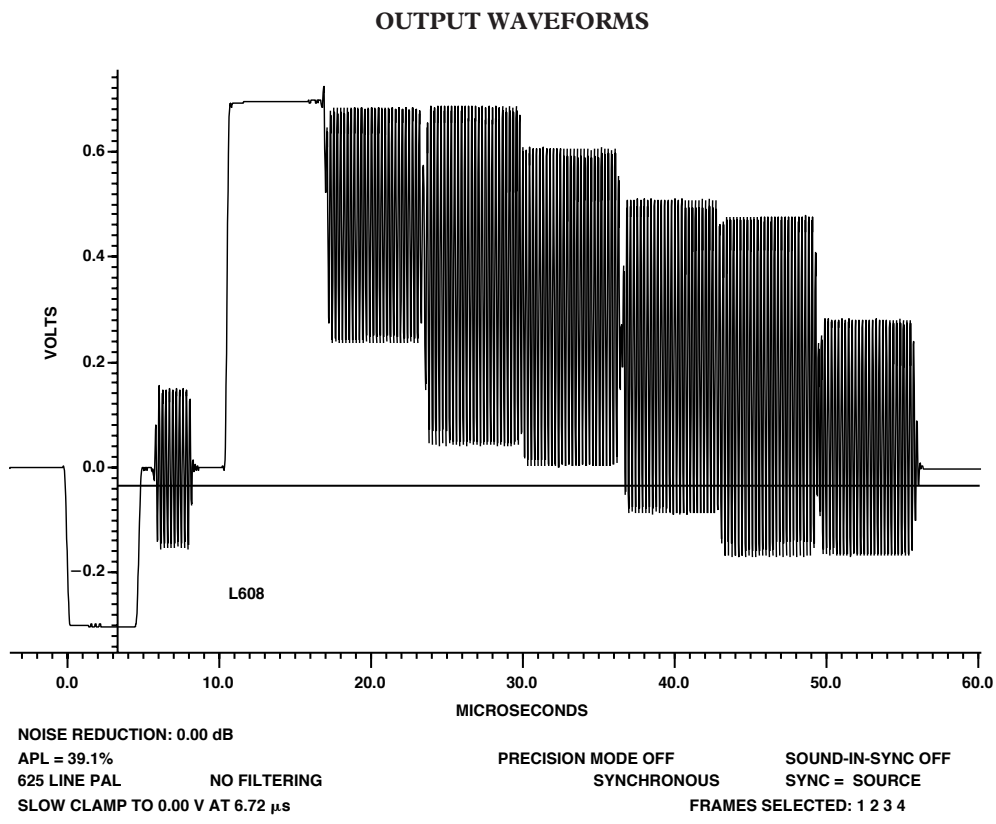 OUTPUT WAVEFORMS
0.6
0.4
VOLTS
0.2
0.0
−0.2
L608
0.0 10.0 20.0 30.0 40.0 50.0 60.0
MICROSECONDS
NOISE REDUCTION: 0.00 dB
APL = 39.1% PRECISION MODE OFF SOUND-IN-SYNC OFF
625 LINE PAL NO FILTERING SYNCHRONOUS SYNC = SOURCE
SLOW CLAMP TO 0.00 V AT 6.72 μs FRAMES SELECTED: 1 2 3 4